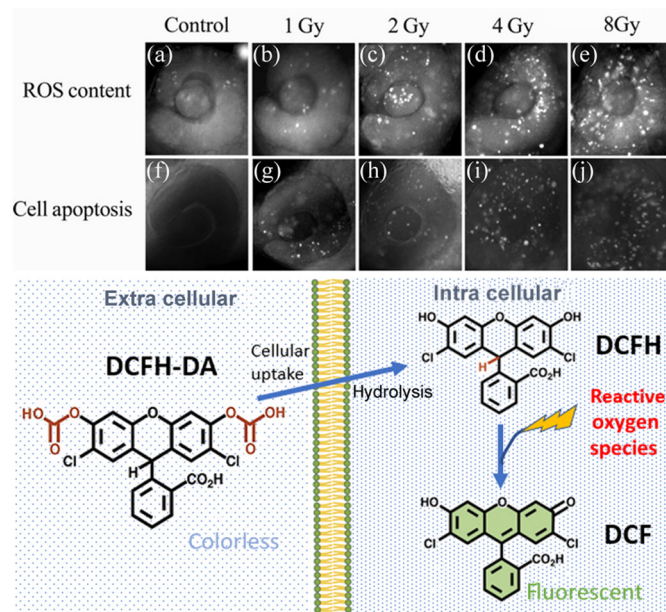 Control 1 Gy 2 Gy 4 Gy 8Gy
(a) (b) (c) (d) (e)
ROS content
(f) (g) (h) (i) (j)
Cell apoptosis
Extra cellular
Intra cellular
DCFH-DA
Cellular
uptake
Hydrolysis
HO O OH
Cl Cl
H
CO₂H
DCFH
HO O O O OH
O O
Cl Cl
H
CO₂H
Colorless
Reactive
oxygen
species
HO O O
Cl Cl
CO₂H
DCF
Fluorescent